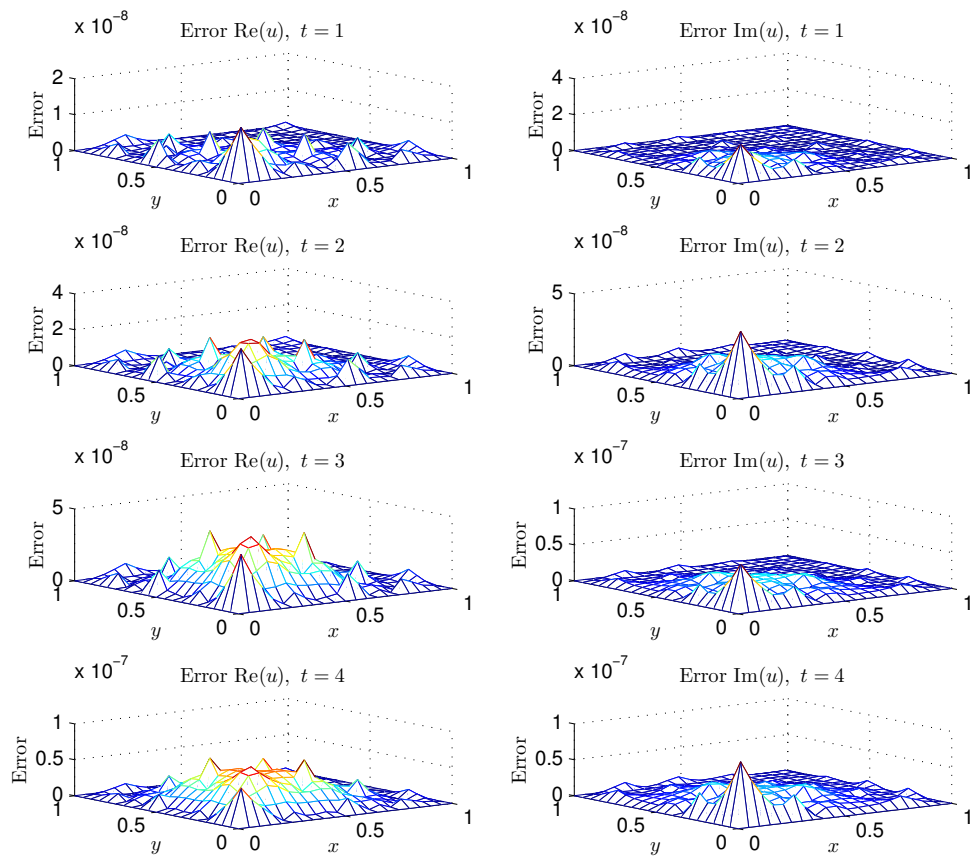 x 10⁻⁸
Error Re(u), t = 1
2
1
0
Error
1
0.5
0
y
0
0.5
1
x
x 10⁻⁸
Error Im(u), t = 1
4
2
0
Error
1
0.5
0
y
0
0.5
1
x
x 10⁻⁸
Error Re(u), t = 2
4
2
0
Error
1
0.5
0
y
0
0.5
1
x
x 10⁻⁸
Error Im(u), t = 2
5
0
Error
1
0.5
0
y
0
0.5
1
x
x 10⁻⁸
Error Re(u), t = 3
5
0
Error
1
0.5
0
y
0
0.5
1
x
x 10⁻⁷
Error Im(u), t = 3
1
0.5
0
Error
1
0.5
0
y
0
0.5
1
x
x 10⁻⁷
Error Re(u), t = 4
1
0.5
0
Error
1
0.5
0
y
0
0.5
1
x
x 10⁻⁷
Error Im(u), t = 4
1
0.5
0
Error
1
0.5
0
y
0
0.5
1
x